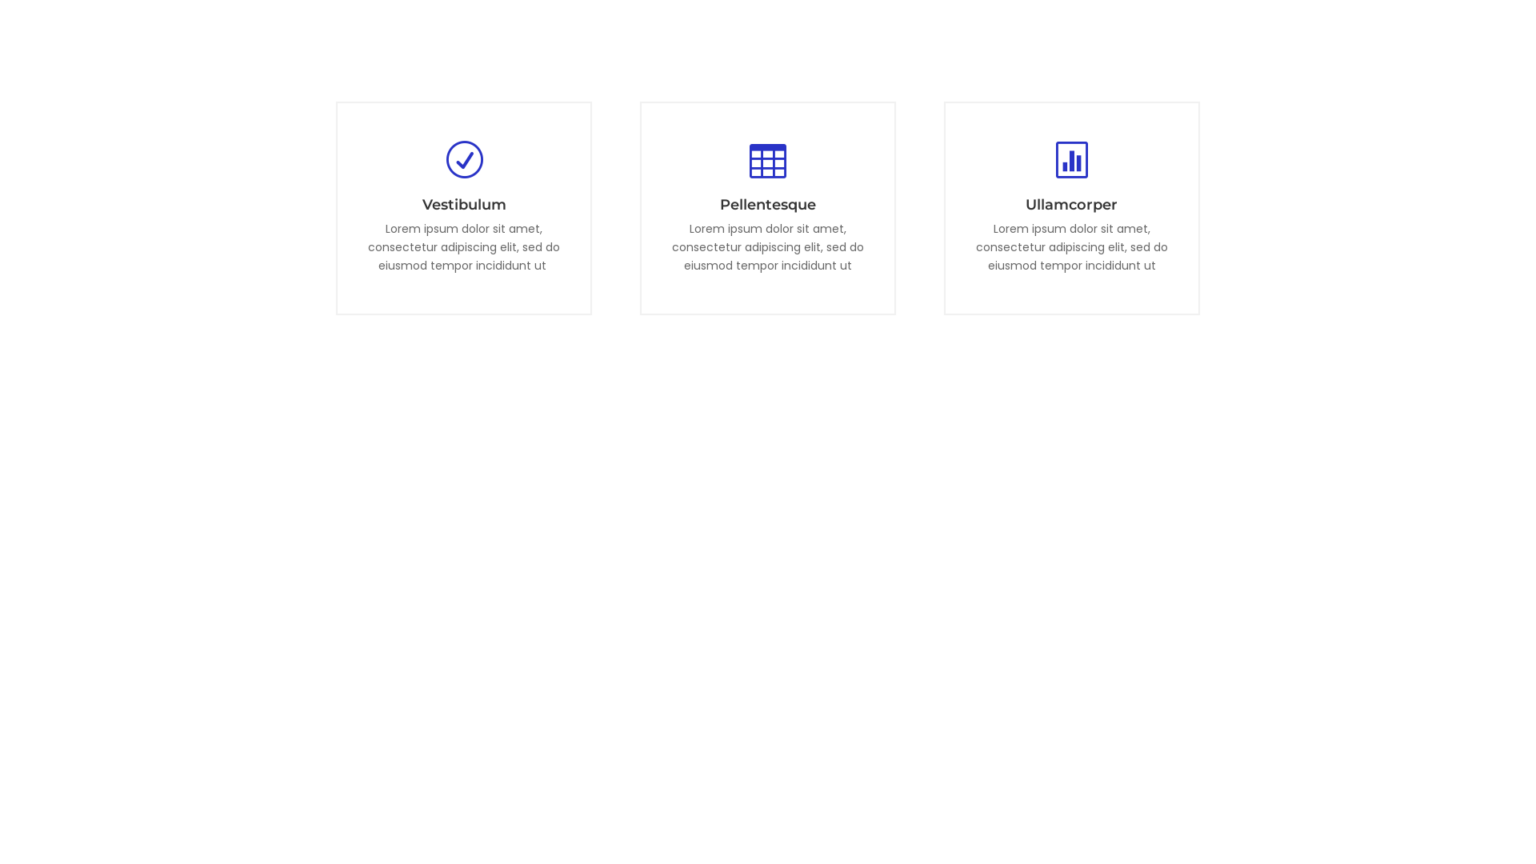 Vestibulum
Lorem ipsum dolor sit amet,
consectetur adipiscing elit, sed do
eiusmod tempor incididunt ut
Pellentesque
Lorem ipsum dolor sit amet,
consectetur adipiscing elit, sed do
eiusmod tempor incididunt ut
Ullamcorper
Lorem ipsum dolor sit amet,
consectetur adipiscing elit, sed do
eiusmod tempor incididunt ut